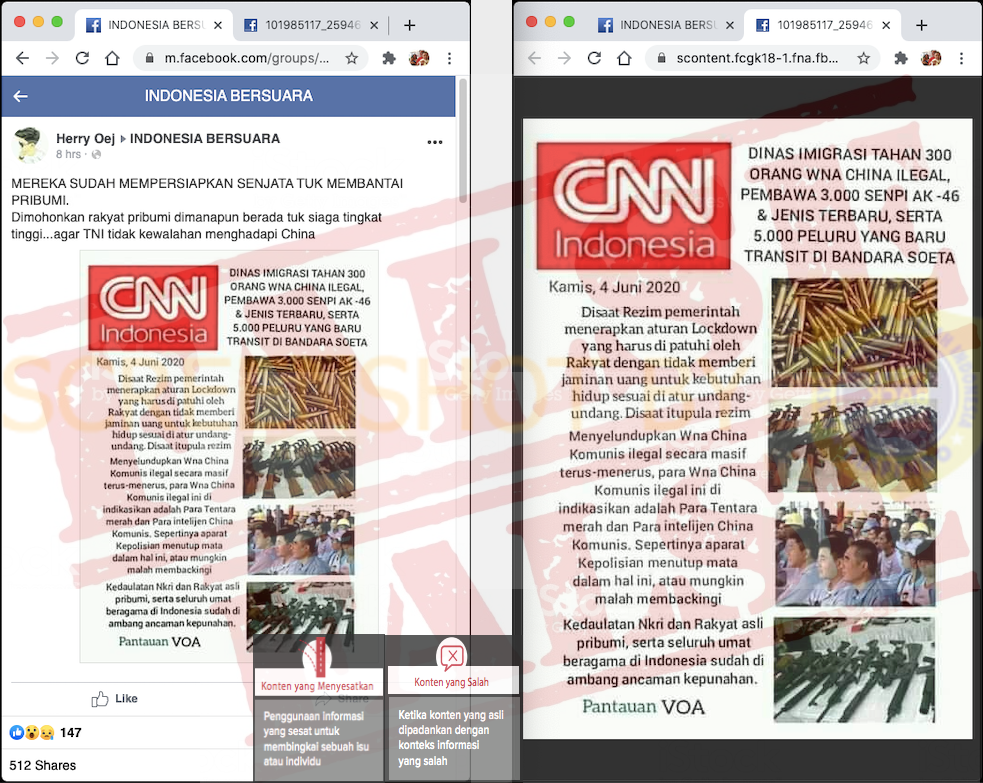 INDONESIA BERSU
101985117_25946
m.facebook.com/groups/...
INDONESIA BERSUARA
Herry Oej ▸ INDONESIA BERSUARA
8 hrs ·
MEREKA SUDAH MEMPERSIAPKAN SENJATA TUK MEMBANTAI
PRIBUMI.
Dimohonkan rakyat pribumi dimanapun berada tuk siaga tingkat
tinggi...agar TNI tidak kewalahan menghadapi China
CNN
Indonesia
DINAS IMIGRASI TAHAN 300
ORANG WNA CHINA ILEGAL,
PEMBAWA 3.000 SENPI AK -46
& JENIS TERBARU, SERTA
5.000 PELURU YANG BARU
TRANSIT DI BANDARA SOETA
Kamis, 4 Juni 2020
Disaat Rezim pemerintah
menerapkan aturan Lockdown
yang harus di patuhi oleh
Rakyat dengan tidak memberi
jaminan uang untuk kebutuhan
hidup sesuai di atur undang-
undang. Disaat itupula rezim
Menyelundupkan Wna China
Komunis ilegal secara masif
terus-menerus, para Wna China
Komunis ilegal ini di
indikasikan adalah Para Tentara
merah dan Para intelijen China
Komunis. Sepertinya aparat
Kepolisian menutup mata
dalam hal ini, atau mungkin
malah membackingi
Kedaulatan Nkri dan Rakyat asli
pribumi, serta seluruh umat
beragama di Indonesia sudah di
ambang ancaman kepunahan.
Pantauan VOA
Like
Share
147
512 Shares
Konten yang Menyesatkan
Penggunaan informasi
yang sesat untuk
membingkai sebuah isu
atau individu
Konten yang Salah
Ketika konten yang asli
dipadankan dengan
konteks informasi
yang salah
INDONESIA BERSU
101985117_25946
scontent.fcgk18-1.fna.fb...
CNN
Indonesia
DINAS IMIGRASI TAHAN 300
ORANG WNA CHINA ILEGAL,
PEMBAWA 3.000 SENPI AK -46
& JENIS TERBARU, SERTA
5.000 PELURU YANG BARU
TRANSIT DI BANDARA SOETA
Kamis, 4 Juni 2020
Disaat Rezim pemerintah
menerapkan aturan Lockdown
yang harus di patuhi oleh
Rakyat dengan tidak memberi
jaminan uang untuk kebutuhan
hidup sesuai di atur undang-
undang. Disaat itupula rezim
Menyelundupkan Wna China
Komunis ilegal secara masif
terus-menerus, para Wna China
Komunis ilegal ini di
indikasikan adalah Para Tentara
merah dan Para intelijen China
Komunis. Sepertinya aparat
Kepolisian menutup mata
dalam hal ini, atau mungkin
malah membackingi
Kedaulatan Nkri dan Rakyat asli
pribumi, serta seluruh umat
beragama di Indonesia sudah di
ambang ancaman kepunahan.
Pantauan VOA